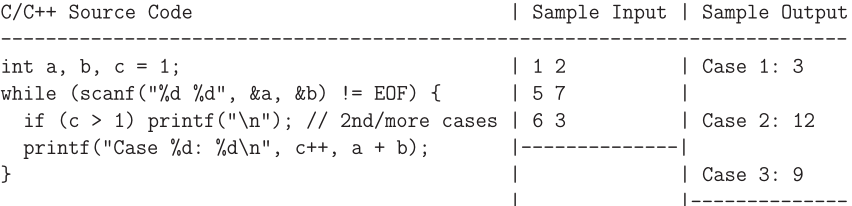 C/C++ Source Code | Sample Input | Sample Output
---------------------------------------------------------------------------
int a, b, c = 1; | 1 2 | Case 1: 3
while (scanf("%d %d", &a, &b) != EOF) { | 5 7 |
if (c > 1) printf("\n"); // 2nd/more cases | 6 3 | Case 2: 12
printf("Case %d: %d\n", c++, a + b); |--------------|
} | | Case 3: 9
| |--------------